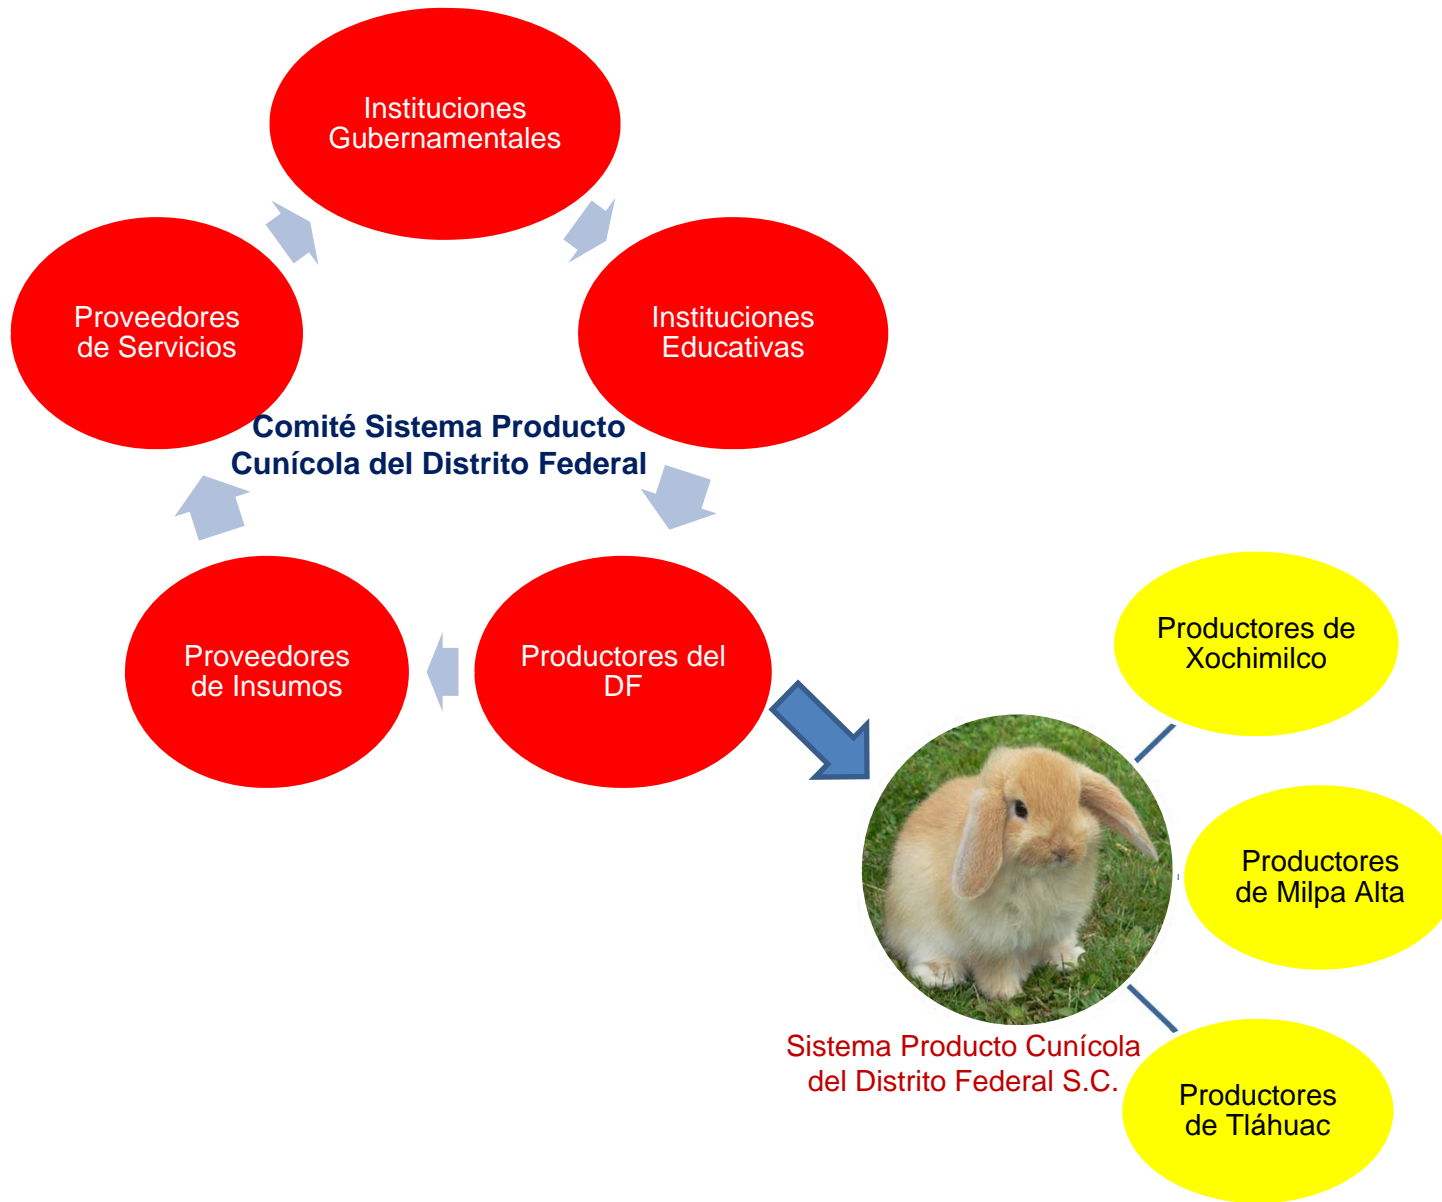 Instituciones
Gubernamentales
Proveedores
de Servicios
Instituciones
Educativas
Comité Sistema Producto
Cunícola del Distrito Federal
Proveedores
de Insumos
Productores del
DF
Productores de
Xochimilco
Productores
de Milpa Alta
Sistema Producto Cunícola
del Distrito Federal S.C.
Productores
de Tláhuac